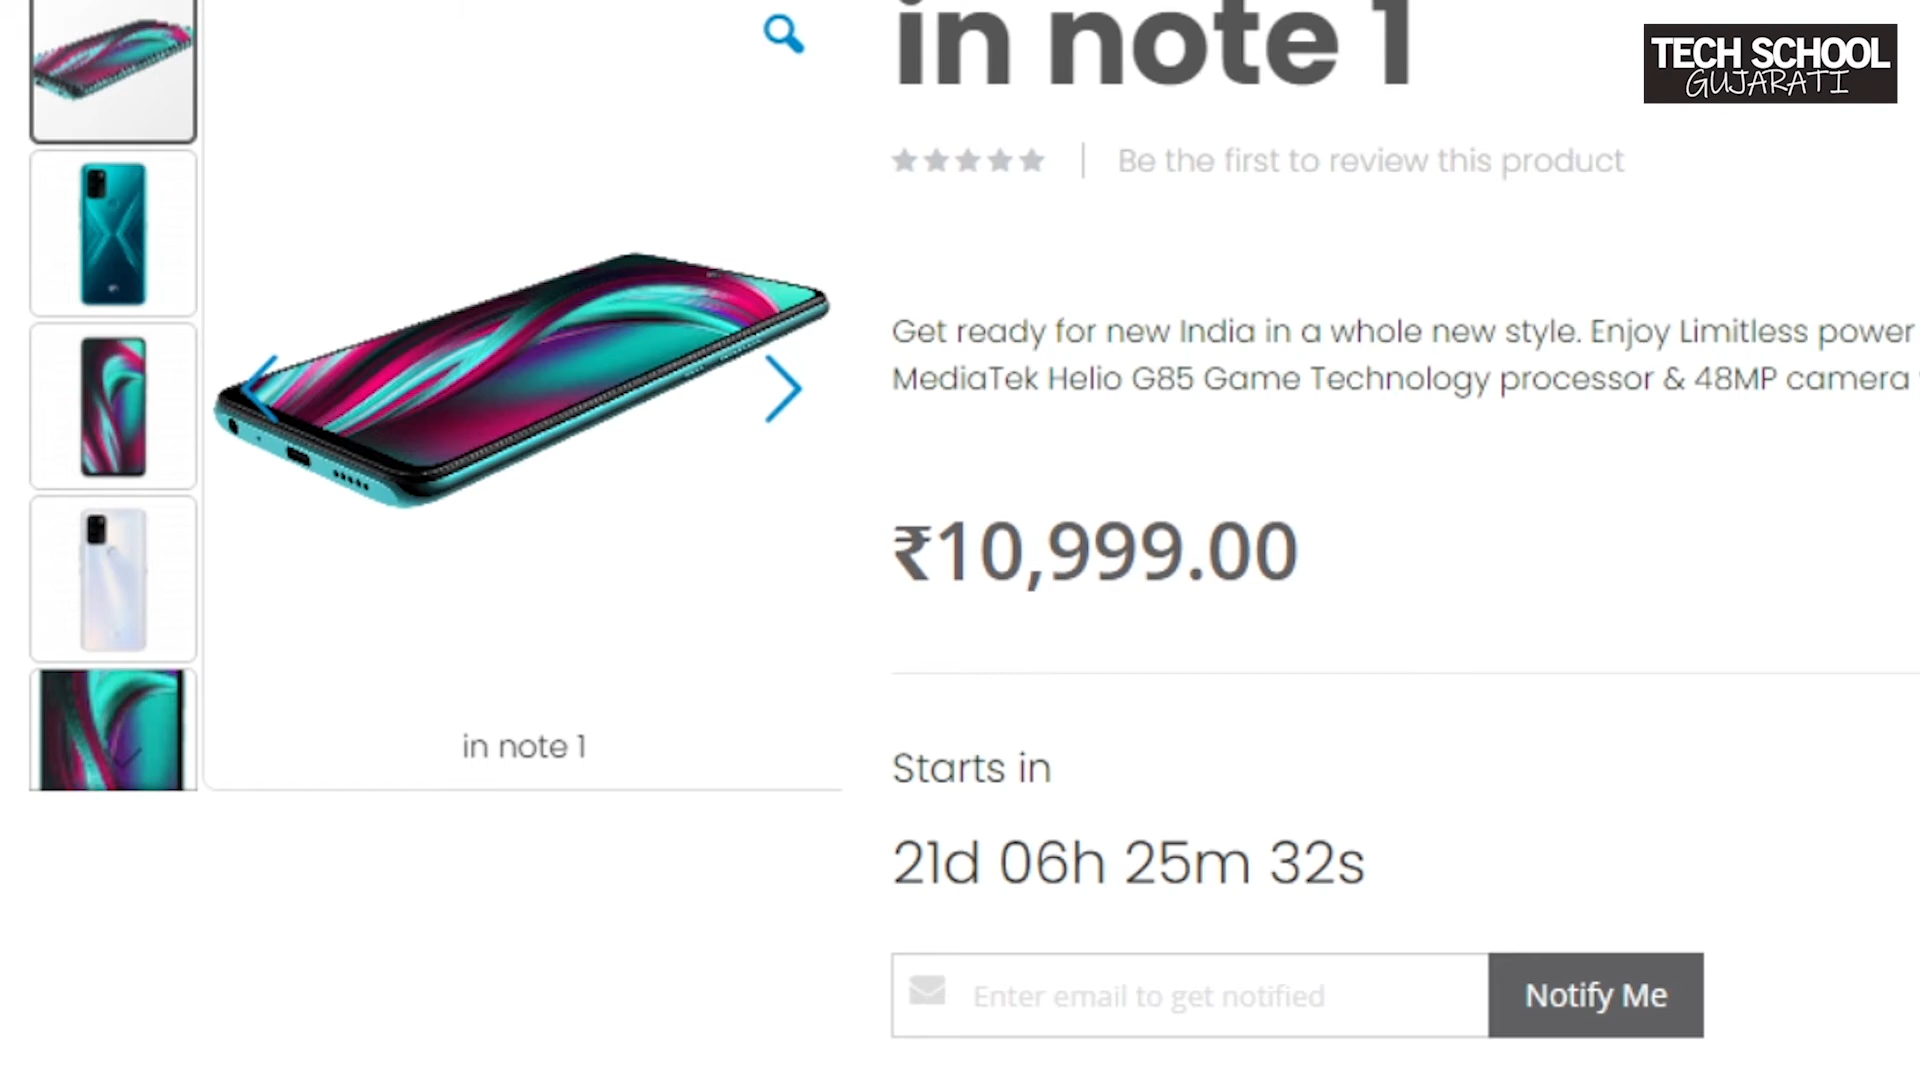 in note 1
TECH SCHOOL
GUJARATI
Be the first to review this product
Get ready for new India in a whole new style. Enjoy Limitless power
MediaTek Helio G85 Game Technology processor & 48MP camera
₹10,999.00
in note 1
Starts in
21d 06h 25m 32s
Enter email to get notified
Notify Me